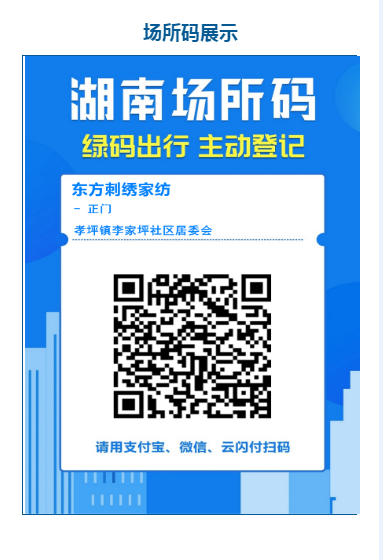 场所码展示
湖南场所码
绿码出行 主动登记
东方刺绣家纺
- 正门
孝坪镇李家坪社区居委会
请用支付宝、微信、云闪付扫码